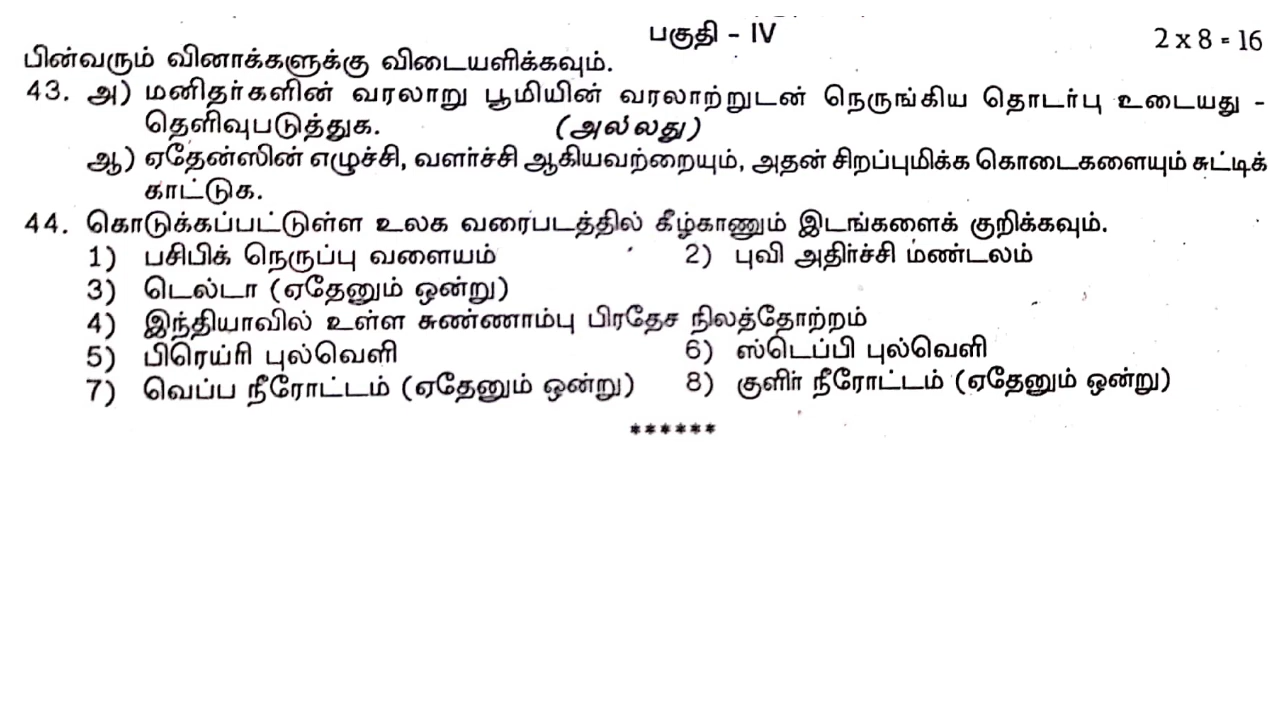 பகுதி - IV
2 x 8 = 16
பின்வரும் வினாக்களுக்கு விடையளிக்கவும்.
43. அ) மனிதர்களின் வரலாறு பூமியின் வரலாற்றுடன் நெருங்கிய தொடர்பு உடையது -
தெளிவுபடுத்துக. (அல்லது)
ஆ) ஏதேன்ஸின் எழுச்சி, வளர்ச்சி ஆகியவற்றையும், அதன் சிறப்புமிக்க கொடைகளையும் சுட்டிக்
காட்டுக.
44. கொடுக்கப்பட்டுள்ள உலக வரைபடத்தில் கீழ்காணும் இடங்களைக் குறிக்கவும்.
1) பசிபிக் நெருப்பு வளையம் 2) புவி அதிர்ச்சி மண்டலம்
3) டெல்டா (ஏதேனும் ஒன்று)
4) இந்தியாவில் உள்ள சுண்ணாம்பு பிரதேச நிலத்தோற்றம்
5) பிரெய்ரி புல்வெளி 6) ஸ்டெப்பி புல்வெளி
7) வெப்ப நீரோட்டம் (ஏதேனும் ஒன்று) 8) குளிர் நீரோட்டம் (ஏதேனும் ஒன்று)
******